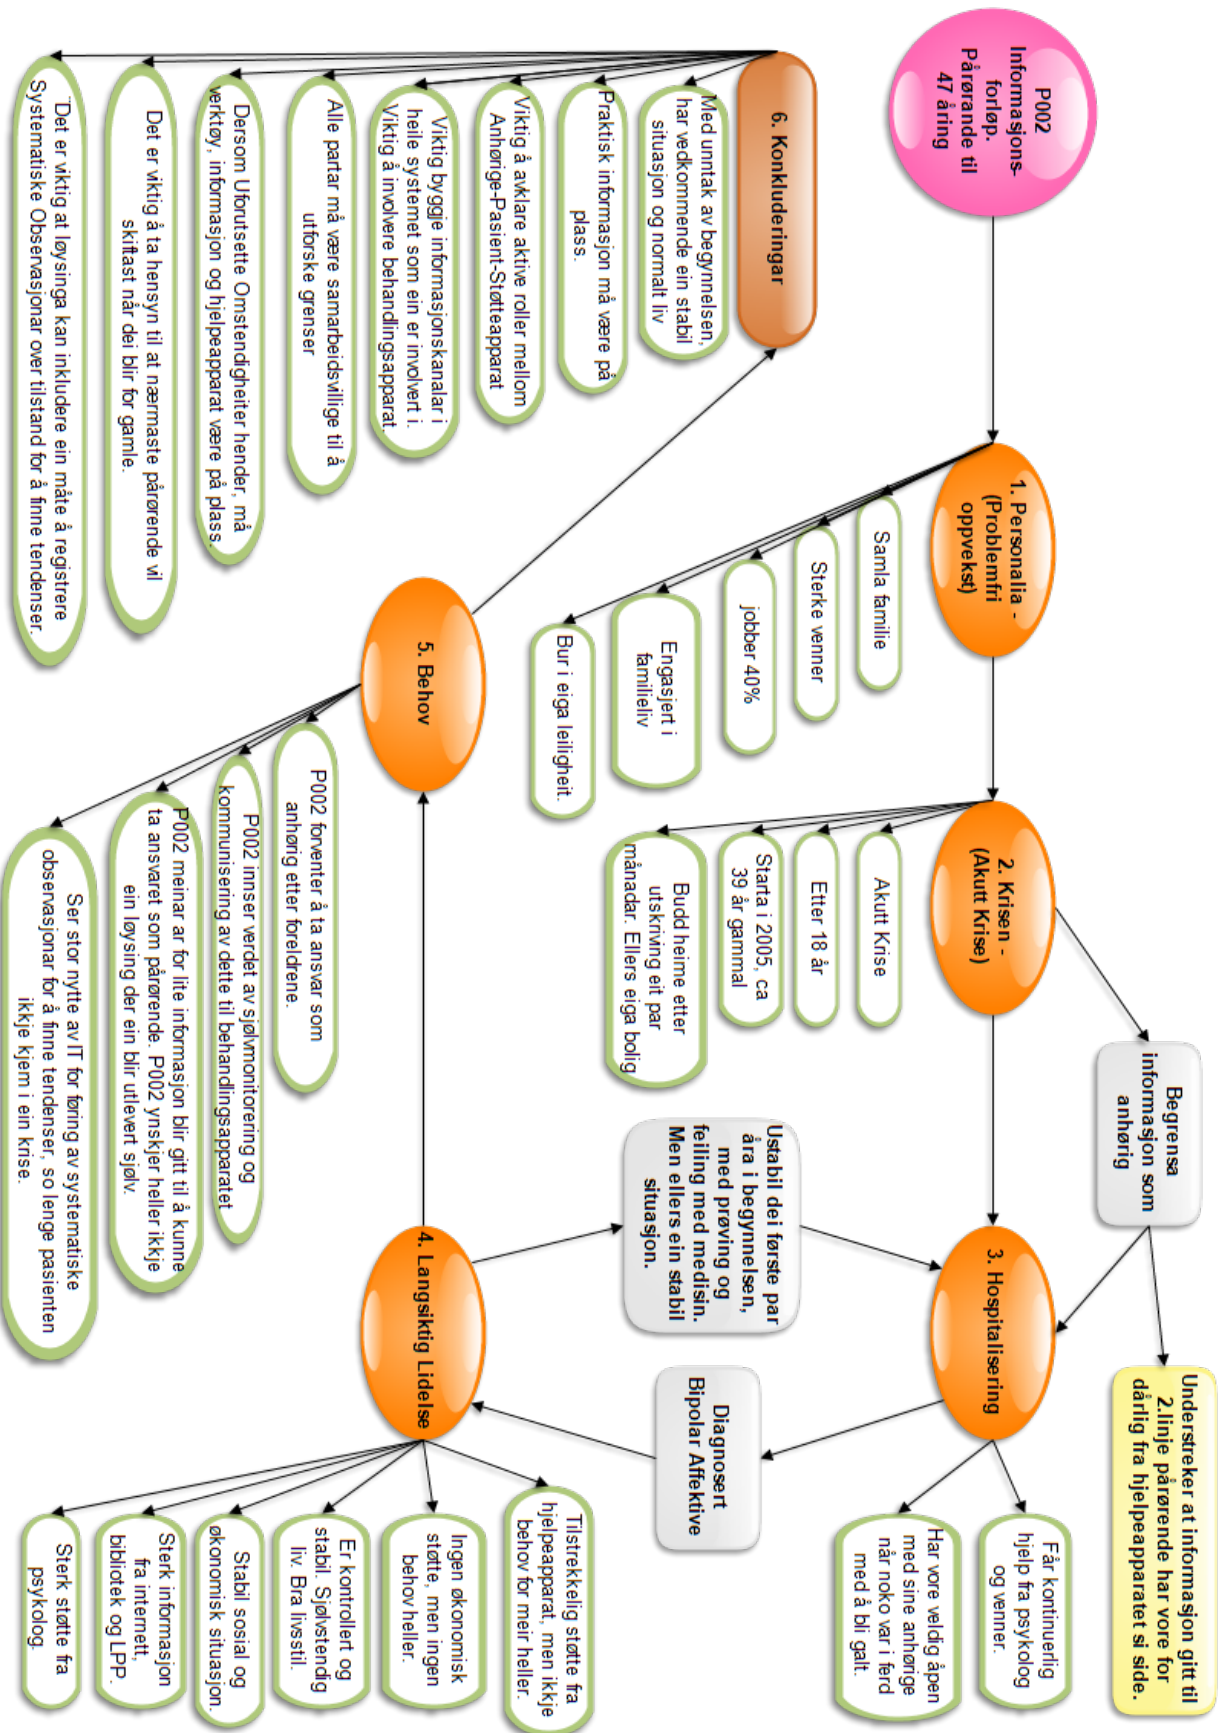 P002
Informasjons-
forløp.
Pårørande til
47 åring
1. Personalia -
(Problemfri
oppvekst)
Samla familie
Sterke venner
jobber 40%
Engasjert i
familieliv
Bur i eiga leiligheit.
2. Krisen -
(Akutt Krise)
Akutt Krise
Etter 18 år
Starta i 2005, ca
39 år gammal
Budd heime etter
utskriving eit par
månadar. Ellers eiga bolig
Begrensa
informasjon som
anhørig
Understreker at informasjon gitt til
2.linje pårørende har vore for
dårlig fra hjelpeapparatet si side.
3. Hospitalisering
Får kontinuerlig
hjelp fra psykolog
og venner.
Har vore veldig åpen
med sine anhørige
når noko var i ferd
med å bli galt.
Diagnosert
Bipolar Affektive
Ustabil dei første par
åra i begynnelsen,
med prøving og
feiling med medisin.
Men ellers ein stabil
situasjon.
4. Langsiktig Lidelse
Tilstrekkelig støtte fra
hjelpeapparat, men ikkje
behov for meir heller.
Ingen økonomisk
støtte, men ingen
behov heller.
Er kontrollert og
stabil. Sjølvstendig
liv. Bra livsstil.
Stabil sosial og
økonomisk situasjon.
Sterk informasjon
fra internett,
bibliotek og LPP.
Sterk støtte fra
psykolog.
5. Behov
P002 forventer å ta ansvar som
anhørig etter foreldrene.
P002 innser verdet av sjølvmonitorering og
kommunisering av dette til behandlingsapparatet
P002 meinar ar for lite informasjon blir gitt til å kunne
ta ansvaret som pårørende. P002 ynskjer heller ikkje
ein løysing der ein blir utlevert sjølv.
Ser stor nytte av IT for føring av systematiske
observasjonar for å finne tendenser, so lenge pasienten
ikkje kjem i ein krise.
6. Konkluderingar
Med unntak av begynnelsen,
har vedkommende ein stabil
situasjon og normalt liv
Praktisk informasjon må være på
plass.
Viktig å avklare aktive roller mellom
Anhørige-Pasient-Støtteapparat
Viktig byggje informasjonskanalar i
heile systemet som ein er involvert i.
Viktig å involvere behandlingsapparat.
Alle partar må være samarbeidsvillige til å
utforske grenser
Dersom Uforutsette Omstendigheiter hender, må
verktøy, informasjon og hjelpeapparat være på plass.
Det er viktig å ta hensyn til at nærmaste pårørende vil
skiftast når dei blir for gamle.
¨Det er viktig at løysinga kan inkludere ein måte å registrere
Systematiske Observasjonar over tilstand for å finne tendenser.